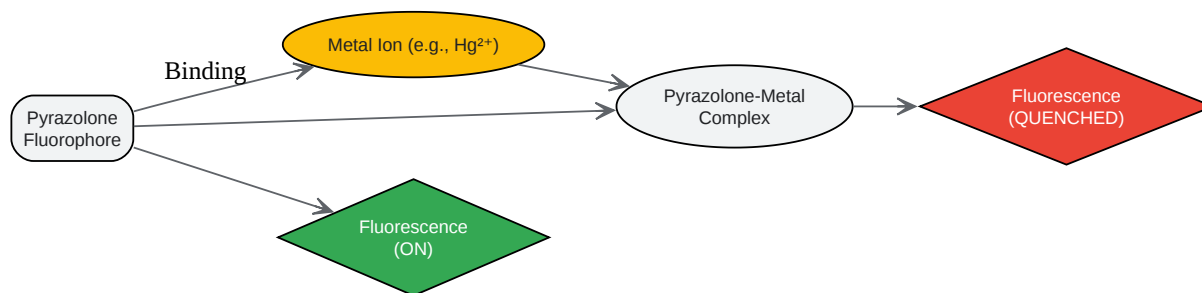 Metal Ion (e.g., Hg²⁺)
Binding
Pyrazolone
Fluorophore
Pyrazolone-Metal
Complex
Fluorescence
(QUENCHED)
Fluorescence
(ON)